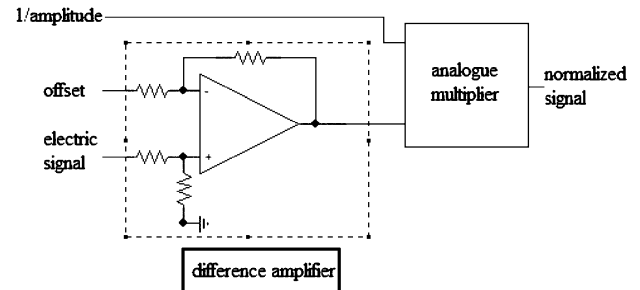 1/amplitude
analogue
multiplier
normalized
signal
offset
-
electric
signal
+
difference amplifier